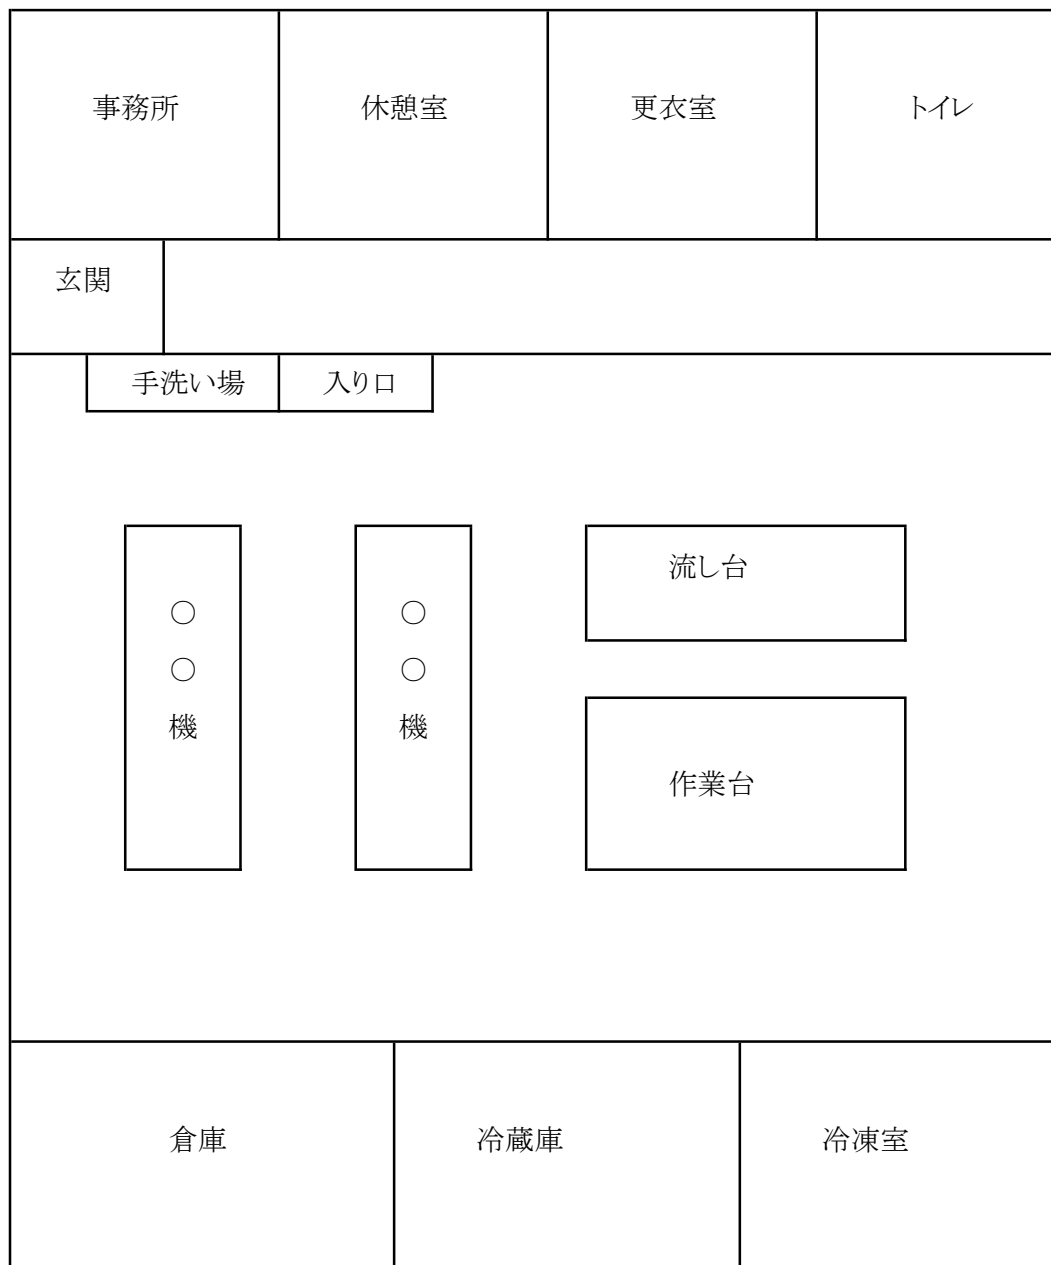 事務所
休憩室
更衣室
トイレ
玄関
手洗い場
入り口
○
○
機
○
○
機
流し台
作業台
倉庫
冷蔵庫
冷凍室